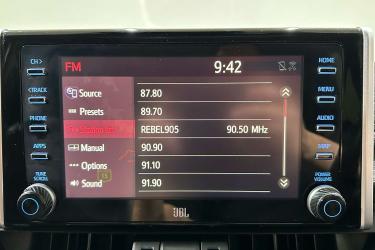 FM 9:42
CH> HOME
<TRACK MENU
PHONE AUDIO
APPS MAP
TUNE SCROLL POWER VOLUME
Source 87.80
Presets 89.70
REBEL905 90.50 MHz
Manual 90.90
Options 91.10
Sound 91.90
JBL